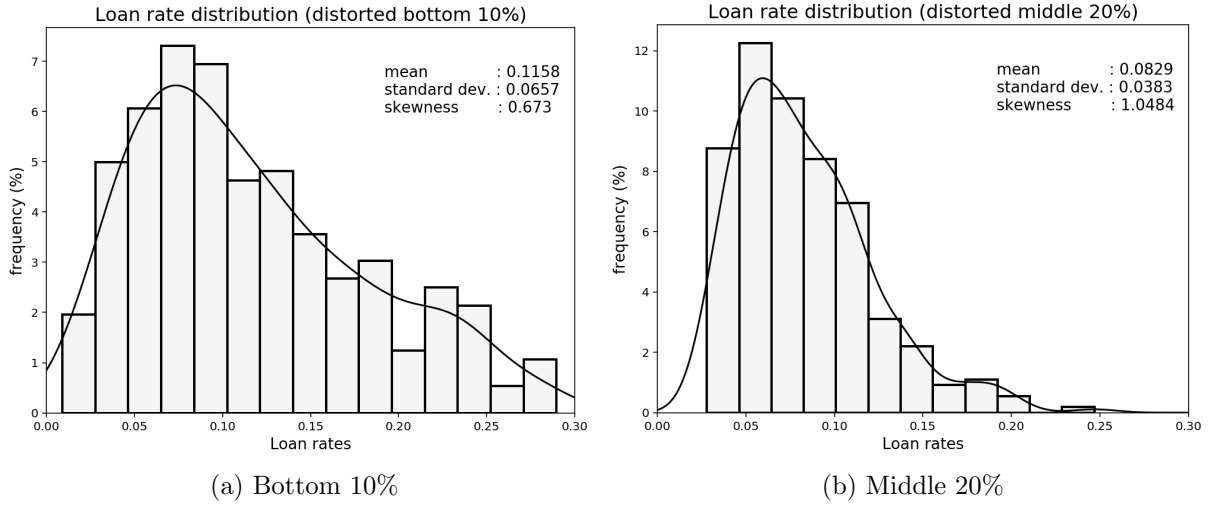 Loan rate distribution (distorted bottom 10%)
mean : 0.1158
standard dev. : 0.0657
skewness : 0.673
frequency (%)
7
6
5
4
3
2
1
0
0.00 0.05 0.10 0.15 0.20 0.25 0.30
Loan rates
(a) Bottom 10%
Loan rate distribution (distorted middle 20%)
mean : 0.0829
standard dev. : 0.0383
skewness : 1.0484
frequency (%)
12
10
8
6
4
2
0
0.00 0.05 0.10 0.15 0.20 0.25 0.30
Loan rates
(b) Middle 20%